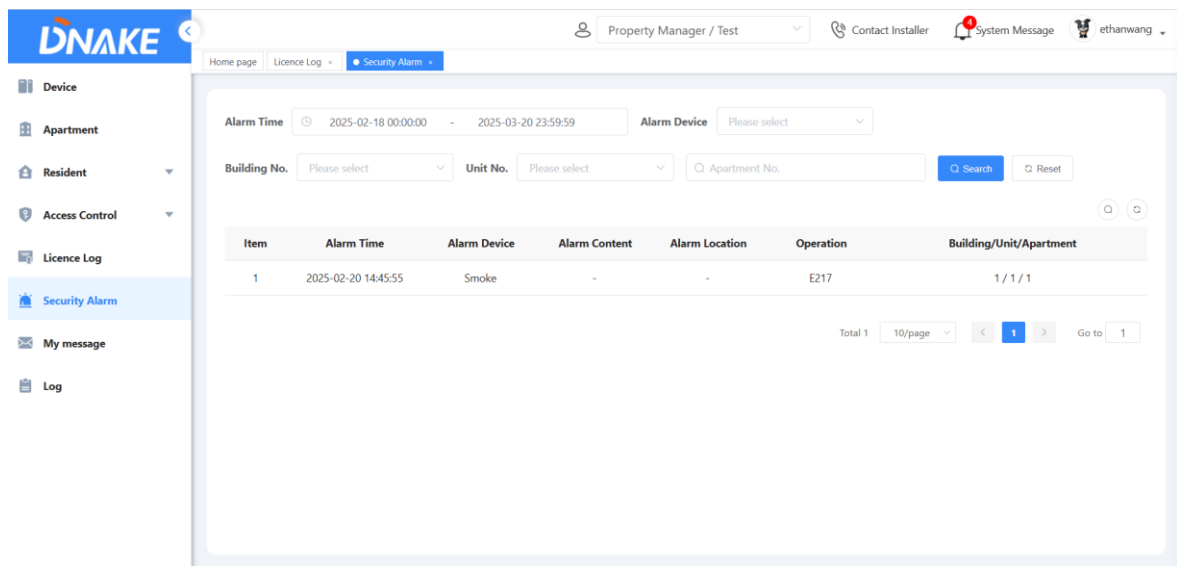 DNAKE
Property Manager / Test
Contact Installer
4
System Message
ethanwang
Home page
Licence Log ×
Security Alarm ×
Device
Apartment
Resident
Access Control
Licence Log
Security Alarm
My message
Log
Alarm Time 2025-02-18 00:00:00 - 2025-03-20 23:59:59 Alarm Device Please select
Building No. Please select Unit No. Please select Apartment No. Search Reset
Item Alarm Time Alarm Device Alarm Content Alarm Location Operation Building/Unit/Apartment
1 2025-02-20 14:45:55 Smoke - - E217 1 / 1 / 1
Total 1 10/page < 1 > Go to 1